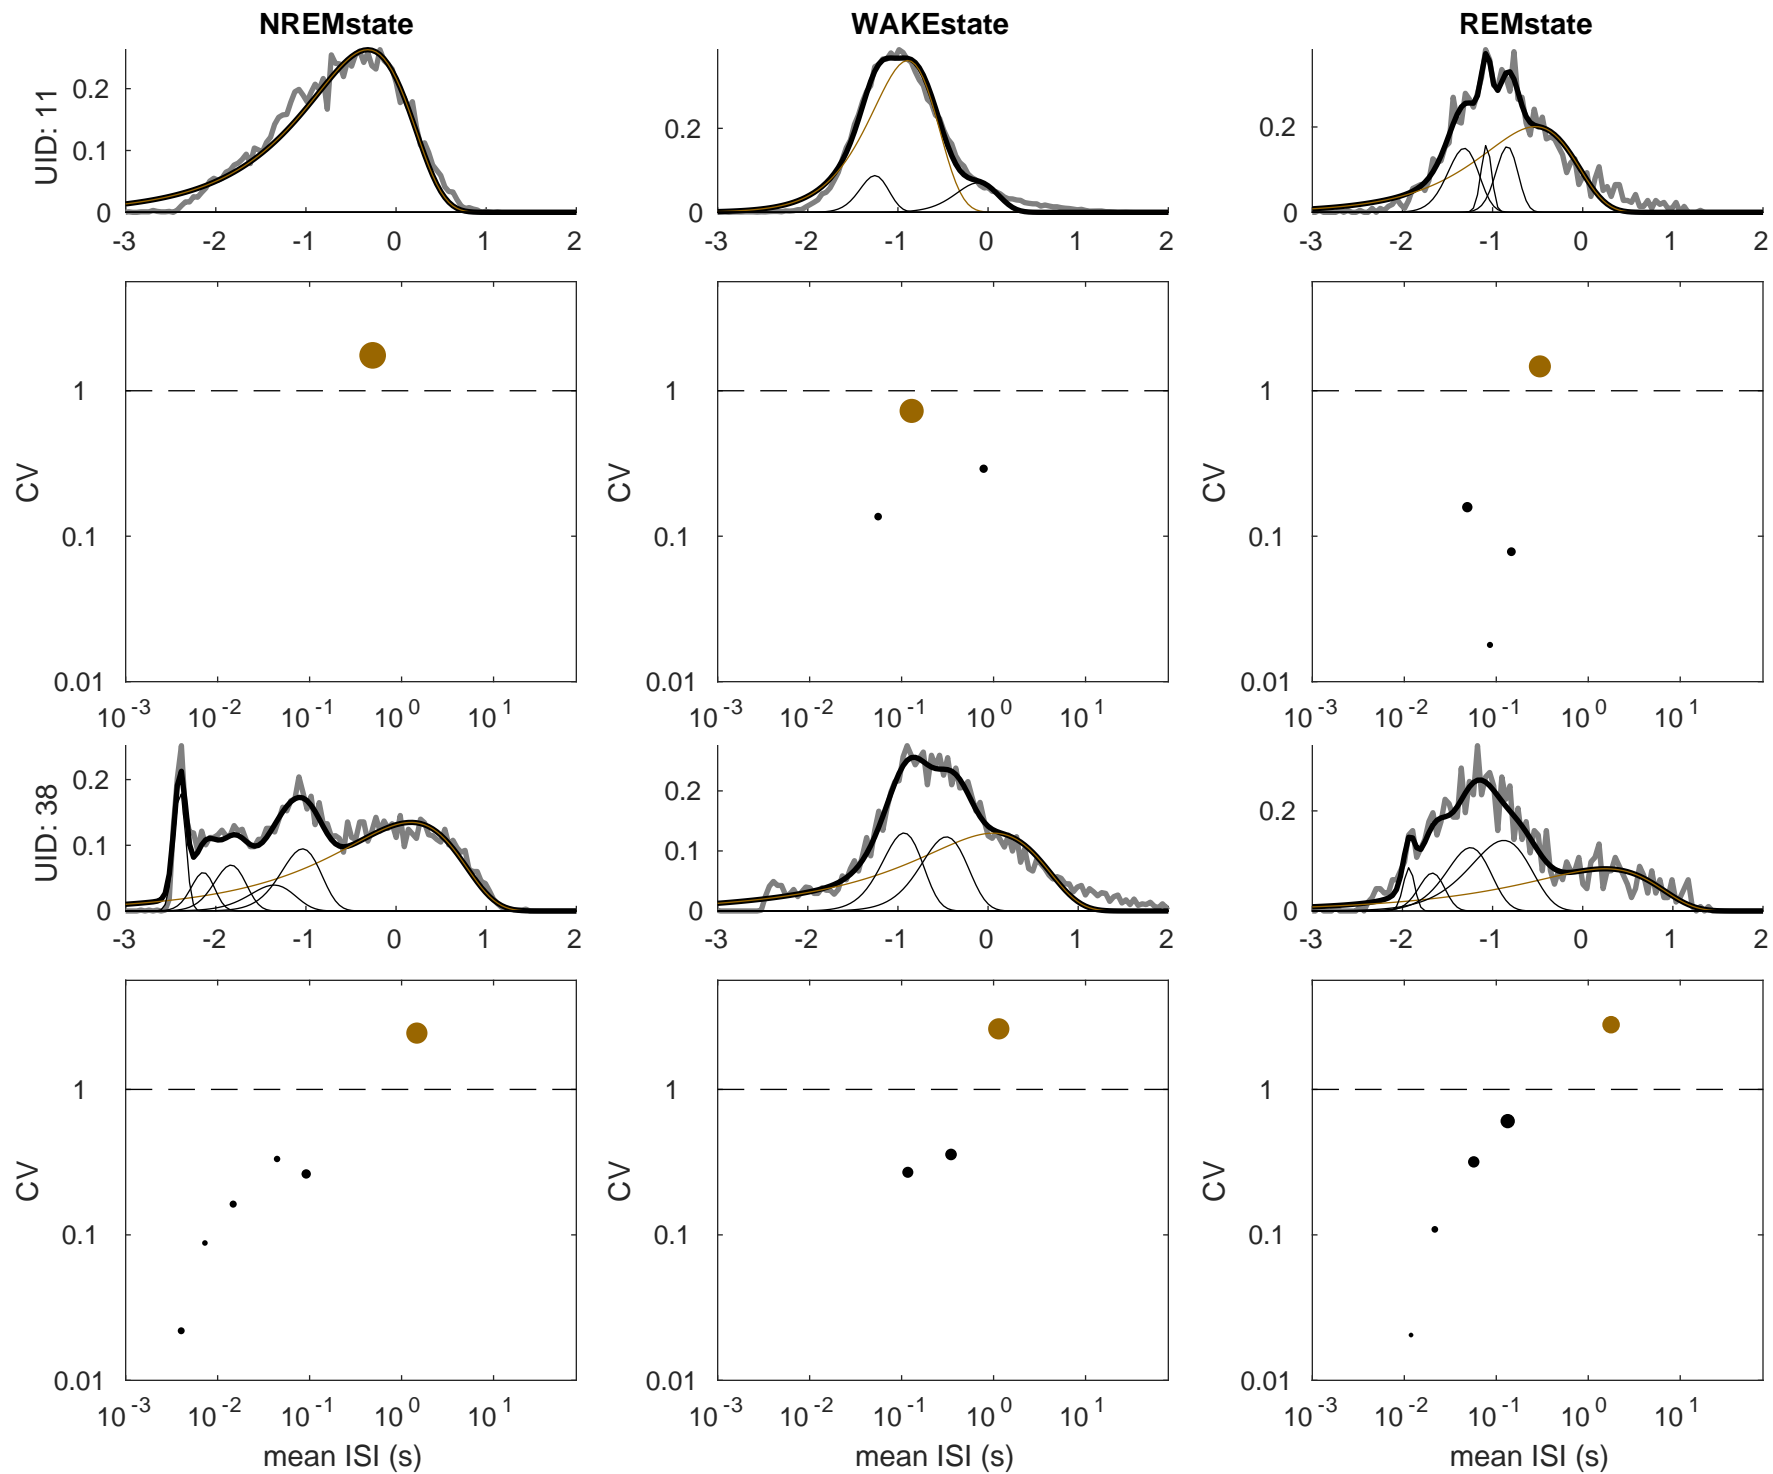 NREMstate WAKEstate REMstate
UID: 11
0.2 0.1 0
0.2 0
0.2 0
-3 -2 -1 0 1 2
-3 -2 -1 0 1 2
-3 -2 -1 0 1 2
CV 1 0.1 0.01
CV 1 0.1 0.01
CV 1 0.1 0.01
10^-3 10^-2 10^-1 10^0 10^1
10^-3 10^-2 10^-1 10^0 10^1
10^-3 10^-2 10^-1 10^0 10^1
UID: 38
0.2 0.1 0
0.2 0.1 0
0.2 0
-3 -2 -1 0 1 2
-3 -2 -1 0 1 2
-3 -2 -1 0 1 2
CV 1 0.1 0.01
CV 1 0.1 0.01
CV 1 0.1 0.01
10^-3 10^-2 10^-1 10^0 10^1
10^-3 10^-2 10^-1 10^0 10^1
10^-3 10^-2 10^-1 10^0 10^1
mean ISI (s) mean ISI (s) mean ISI (s)